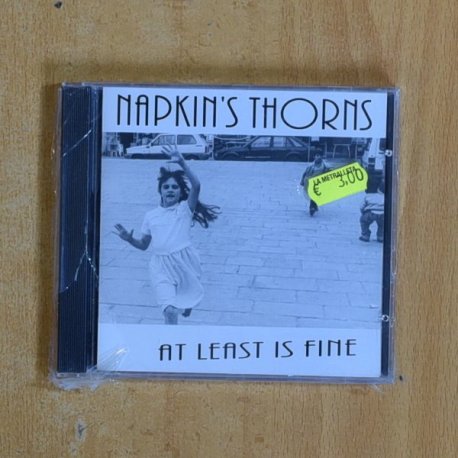 NAPKIN'S THORNS
LA METRALLETA
€ 3.00
AT LEAST IS FINE